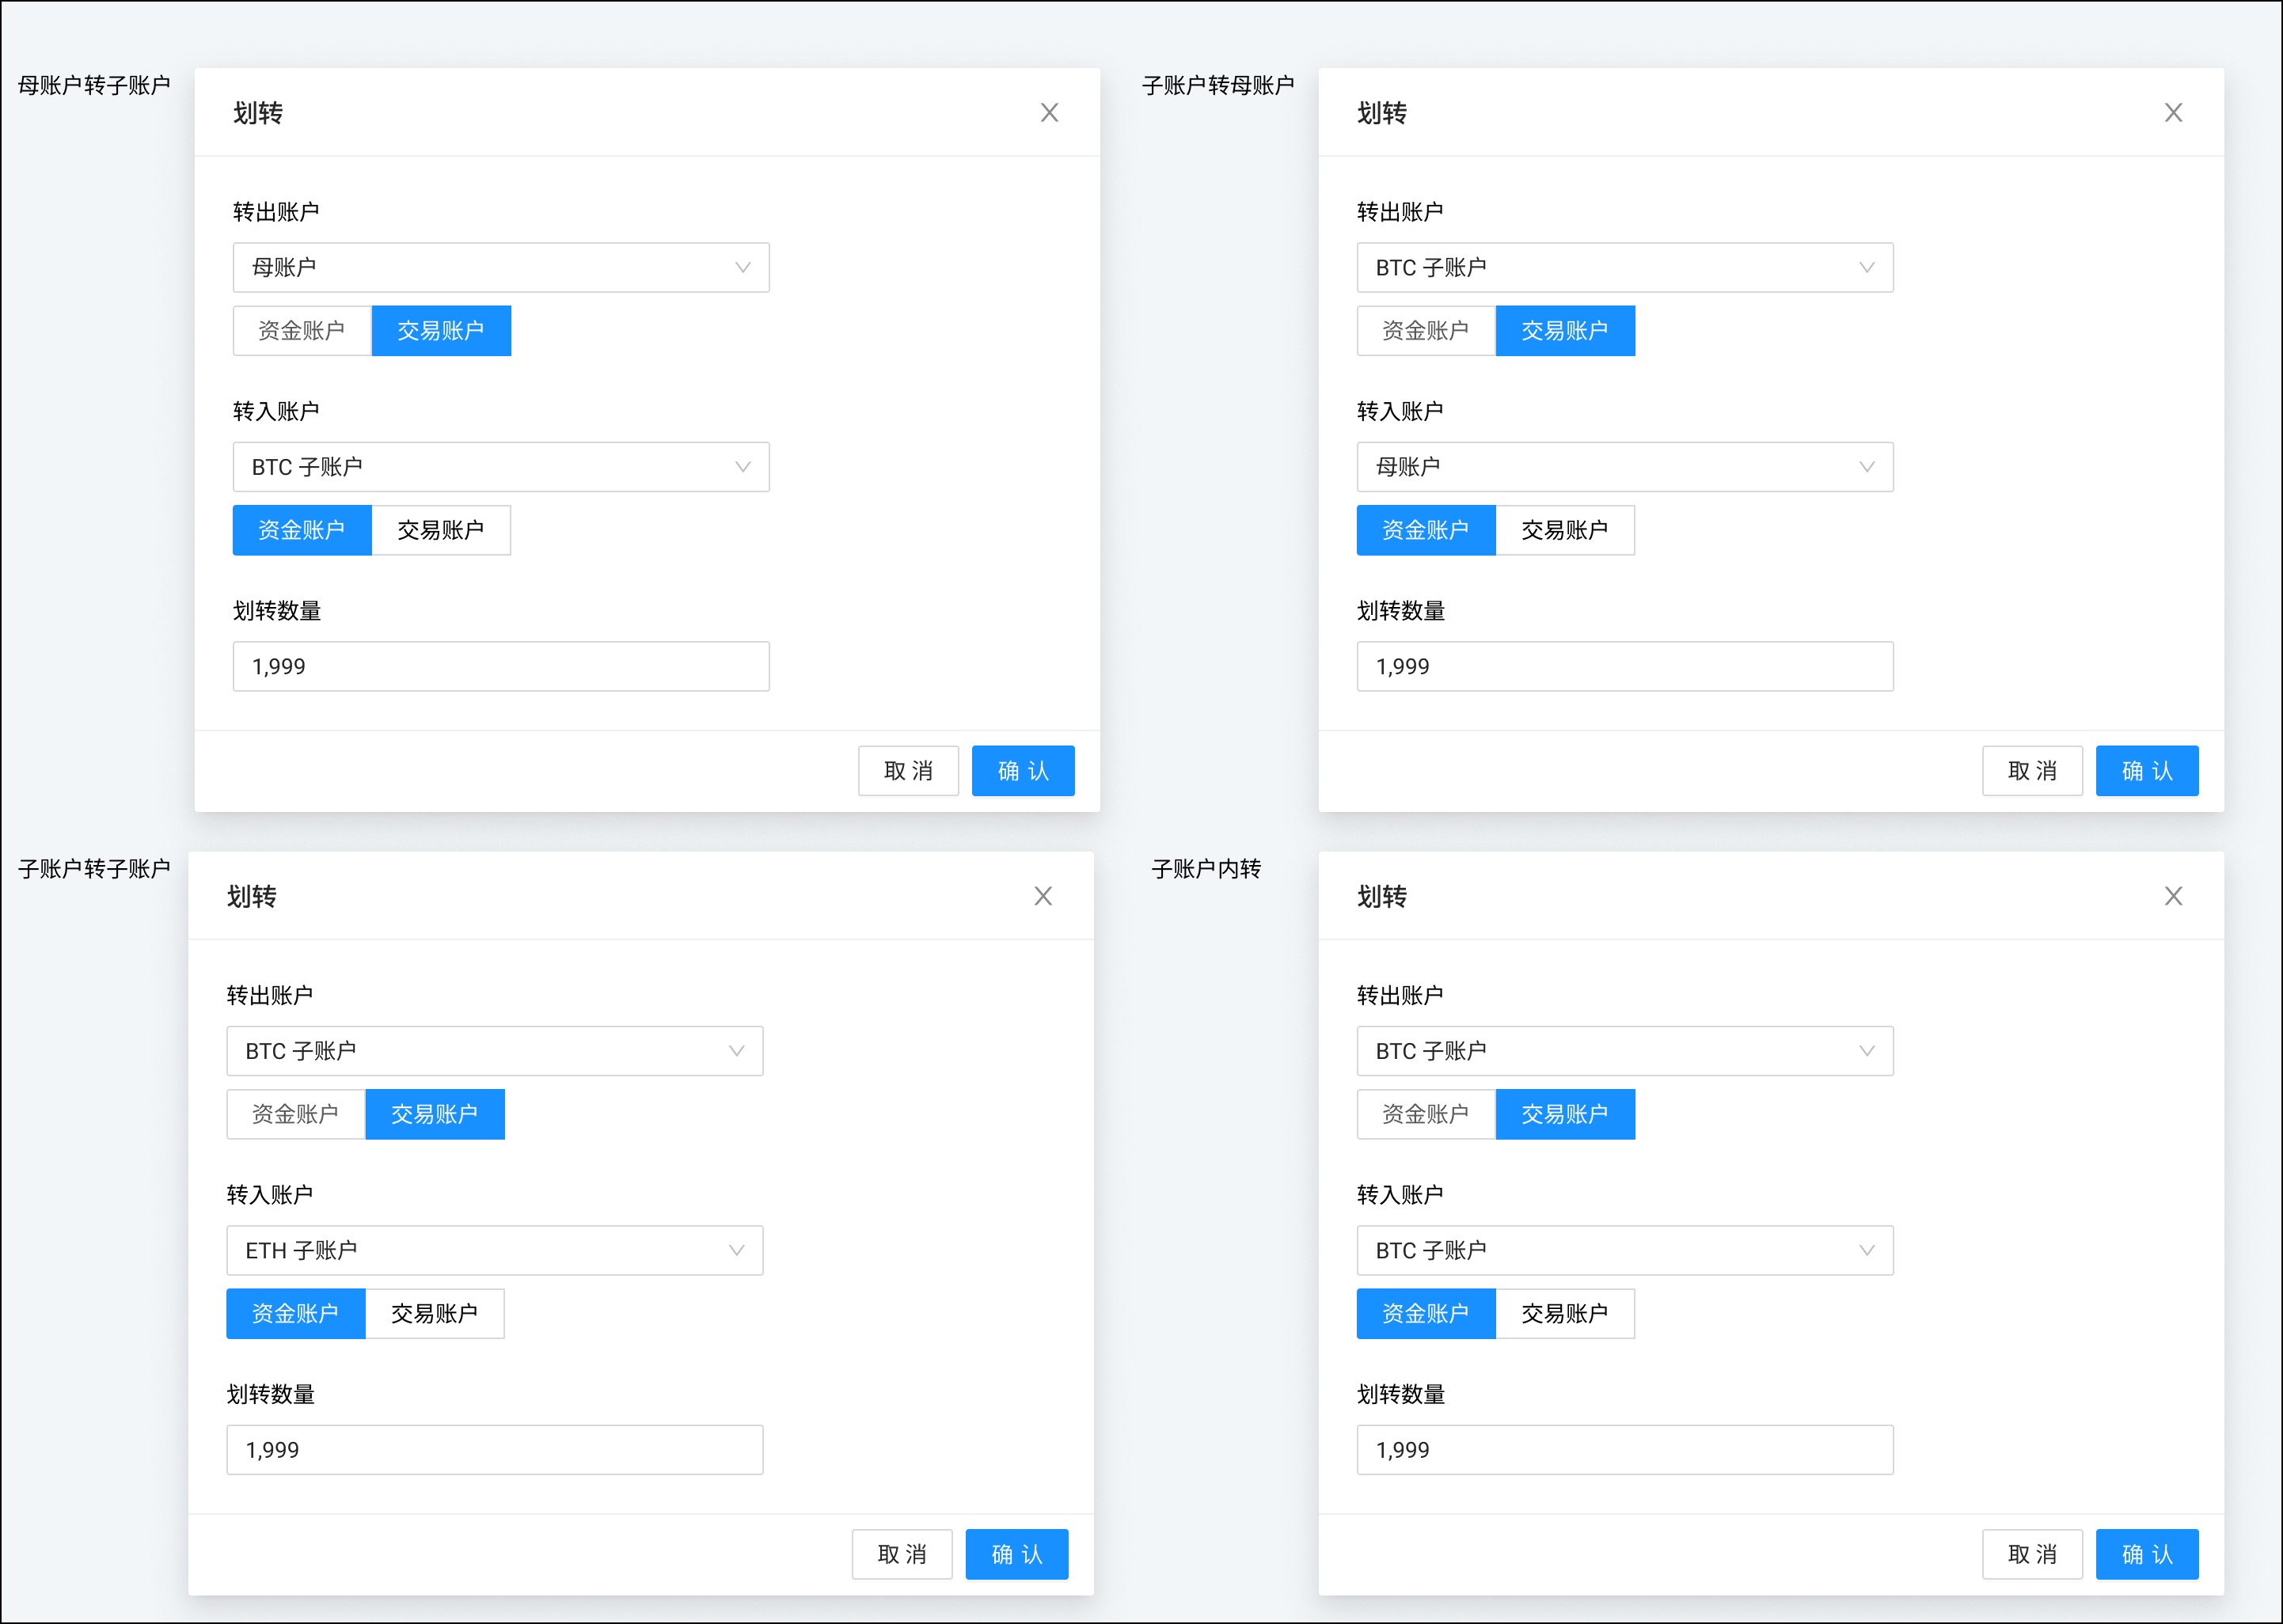 母账户转子账户
划转
转出账户
母账户
资金账户 交易账户
转入账户
BTC 子账户
资金账户 交易账户
划转数量
1,999
取 消 确 认
子账户转母账户
划转
转出账户
BTC 子账户
资金账户 交易账户
转入账户
母账户
资金账户 交易账户
划转数量
1,999
取 消 确 认
子账户转子账户
划转
转出账户
BTC 子账户
资金账户 交易账户
转入账户
ETH 子账户
资金账户 交易账户
划转数量
1,999
取 消 确 认
子账户内转
划转
转出账户
BTC 子账户
资金账户 交易账户
转入账户
BTC 子账户
资金账户 交易账户
划转数量
1,999
取 消 确 认